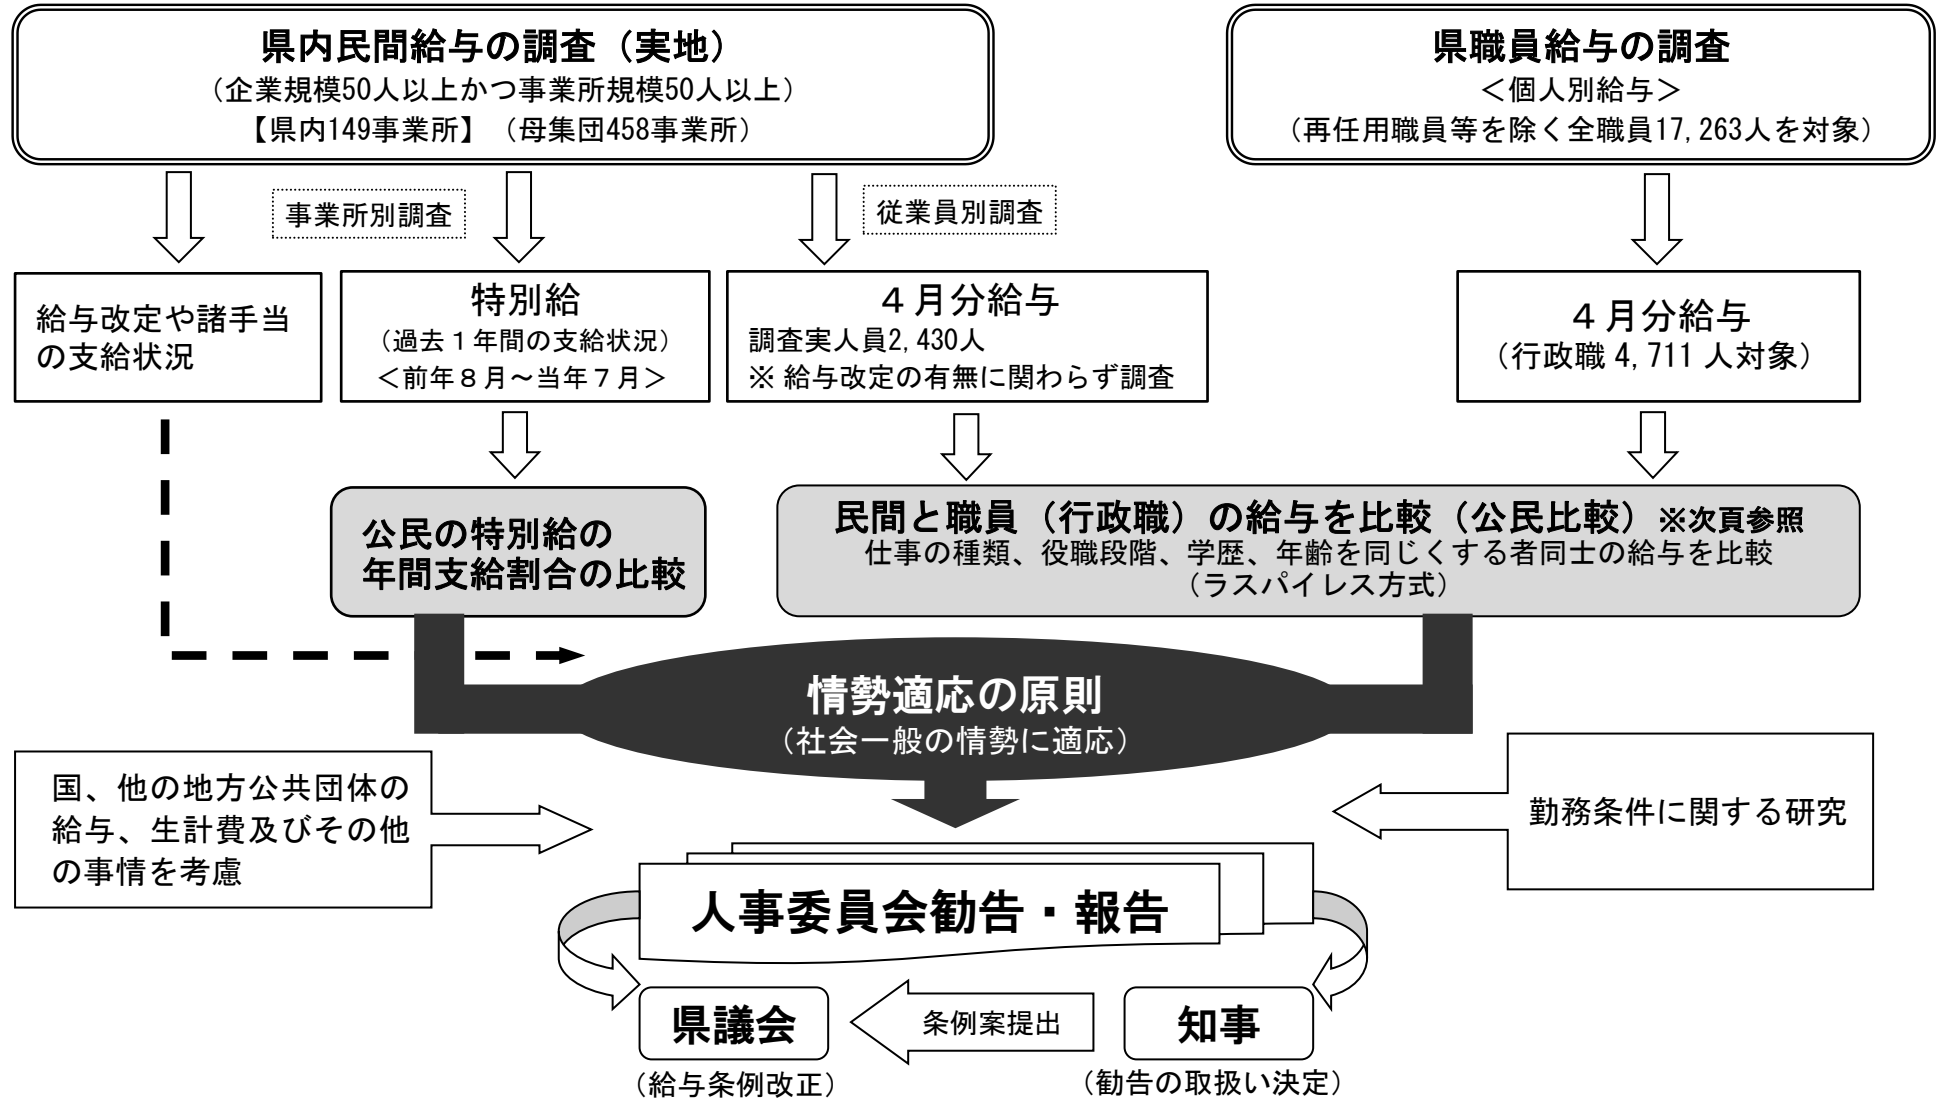 県内民間給与の調査（実地）
（企業規模50人以上かつ事業所規模50人以上）
【県内149事業所】（母集団458事業所）
県職員給与の調査
＜個人別給与＞
（再任用職員等を除く全職員17,263人を対象）
事業所別調査
従業員別調査
給与改定や諸手当
の支給状況
特別給
（過去１年間の支給状況）
＜前年８月～当年７月＞
４月分給与
調査実人員2,430人
※ 給与改定の有無に関わらず調査
４月分給与
（行政職 4,711 人対象）
公民の特別給の
年間支給割合の比較
民間と職員（行政職）の給与を比較（公民比較）※次頁参照
仕事の種類、役職段階、学歴、年齢を同じくする者同士の給与を比較
（ラスパイレス方式）
情勢適応の原則
（社会一般の情勢に適応）
国、他の地方公共団体の
給与、生計費及びその他
の事情を考慮
勤務条件に関する研究
人事委員会勧告・報告
県議会
条例案提出
知事
（給与条例改正）
（勧告の取扱い決定）